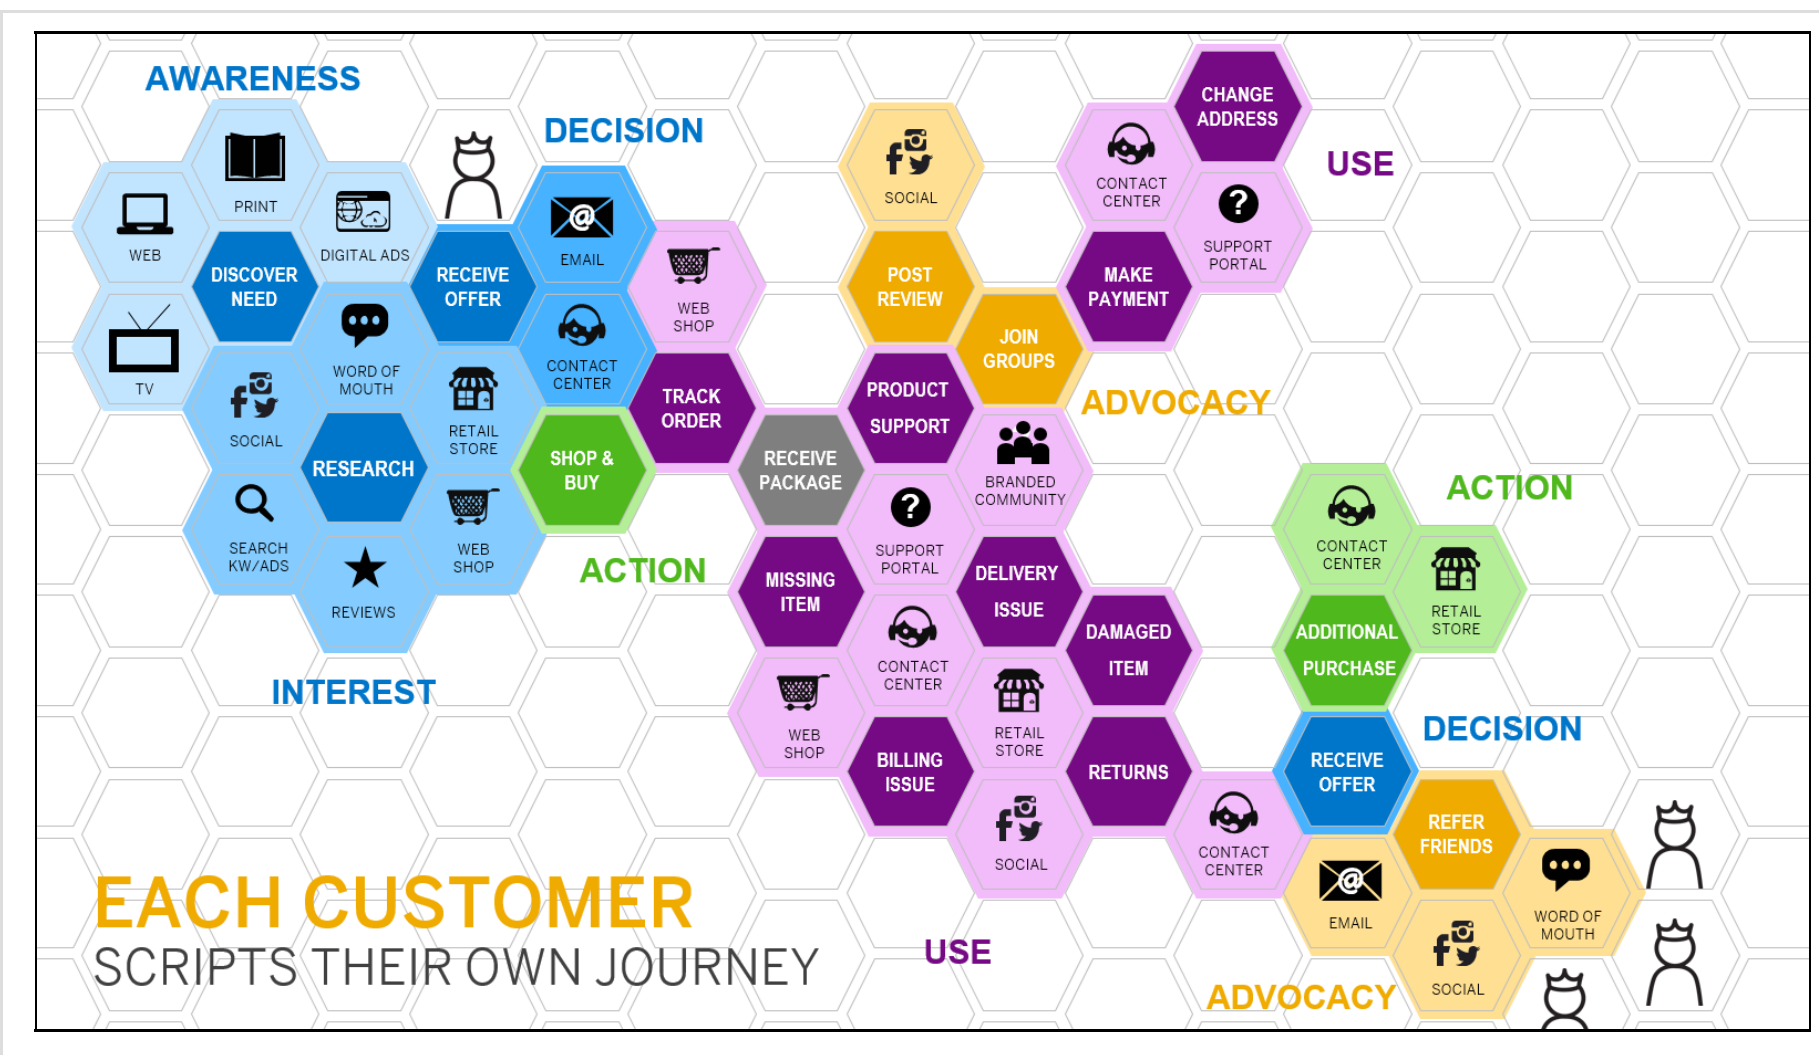 AWARENESS
PRINT
WEB
DIGITAL ADS
DISCOVER
NEED
TV
DECISION
RECEIVE
OFFER
EMAIL
CONTACT
CENTER
WORD OF
MOUTH
SOCIAL
RETAIL
STORE
RESEARCH
SEARCH
KW/ADS
WEB
SHOP
REVIEWS
INTEREST
SHOP &
BUY
ACTION
WEB
SHOP
TRACK
ORDER
RECEIVE
PACKAGE
SOCIAL
POST
REVIEW
JOIN
GROUPS
ADVOCACY
CHANGE
ADDRESS
CONTACT
CENTER
SUPPORT
PORTAL
MAKE
PAYMENT
USE
PRODUCT
SUPPORT
BRANDED
COMMUNITY
SUPPORT
PORTAL
MISSING
ITEM
DELIVERY
ISSUE
CONTACT
CENTER
DAMAGED
ITEM
WEB
SHOP
RETAIL
STORE
BILLING
ISSUE
RETURNS
SOCIAL
CONTACT
CENTER
USE
ACTION
CONTACT
CENTER
RETAIL
STORE
ADDITIONAL
PURCHASE
DECISION
RECEIVE
OFFER
REFER
FRIENDS
EMAIL
WORD OF
MOUTH
SOCIAL
ADVOCACY
EACH CUSTOMER
SCRIPTS THEIR OWN JOURNEY